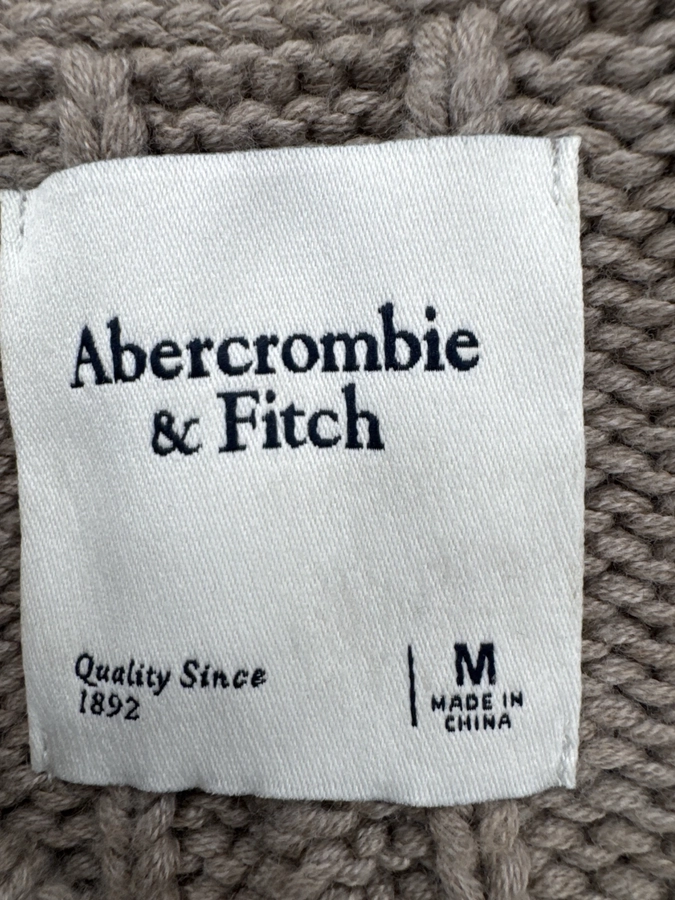 Abercrombie
& Fitch
Quality Since
1892
M
MADE IN
CHINA